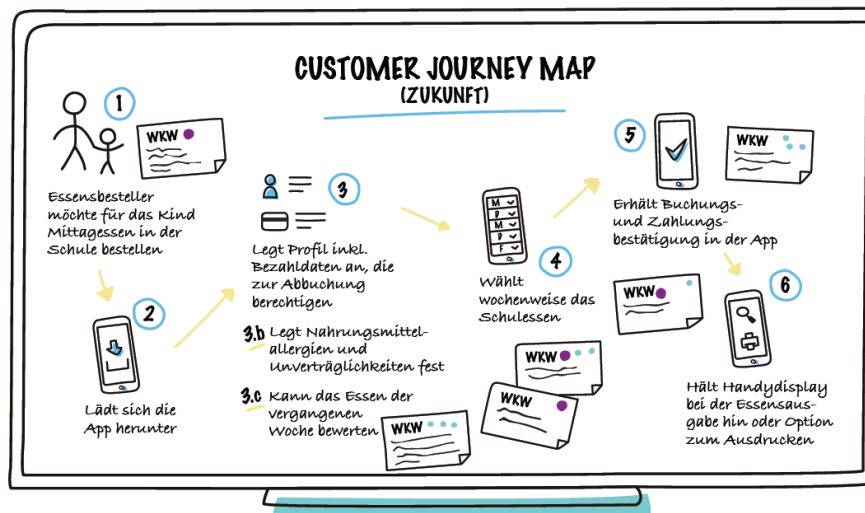 CUSTOMER JOURNEY MAP
(ZUKUNFT)
1
WKW
Essensbesteller
möchte für das Kind
Mittagessen in der
Schule bestellen
2
Lädt sich die
App herunter
3
Legt Profil inkl.
Bezahldaten an, die
zur Abbuchung
berechtigen
3.b Legt Nahrungsmittel-
allergien und
Unverträglichkeiten fest
3.c Kann das Essen der
vergangenen
Woche bewerten
WKW
M
D
M
D
F
4
Wählt
wochenweise das
Schulessen
WKW
WKW
5
WKW
Erhält Buchungs-
und Zahlungs-
bestätigung in der App
WKW
6
Hält Handydisplay
bei der Essensaus-
gabe hin oder Option
zum Ausdrucken